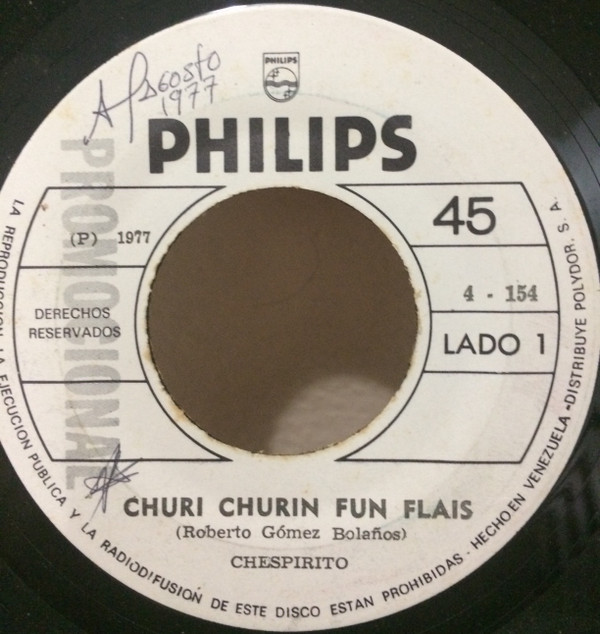 Agosto
1977
PHILIPS
PHILIPS
PROMOCIONAL
45
(P) 1977
4 - 154
DERECHOS
RESERVADOS
LADO 1
CHURI CHURIN FUN FLAIS
(Roberto Gómez Bolaños)
CHESPIRITO
LA REPRODUCCION LA EJECUCION PUBLICA Y LA RADIODIFUSION DE ESTE DISCO ESTAN PROHIBIDAS - HECHO EN VENEZUELA - DISTRIBUYE POLYDOR. S. A.